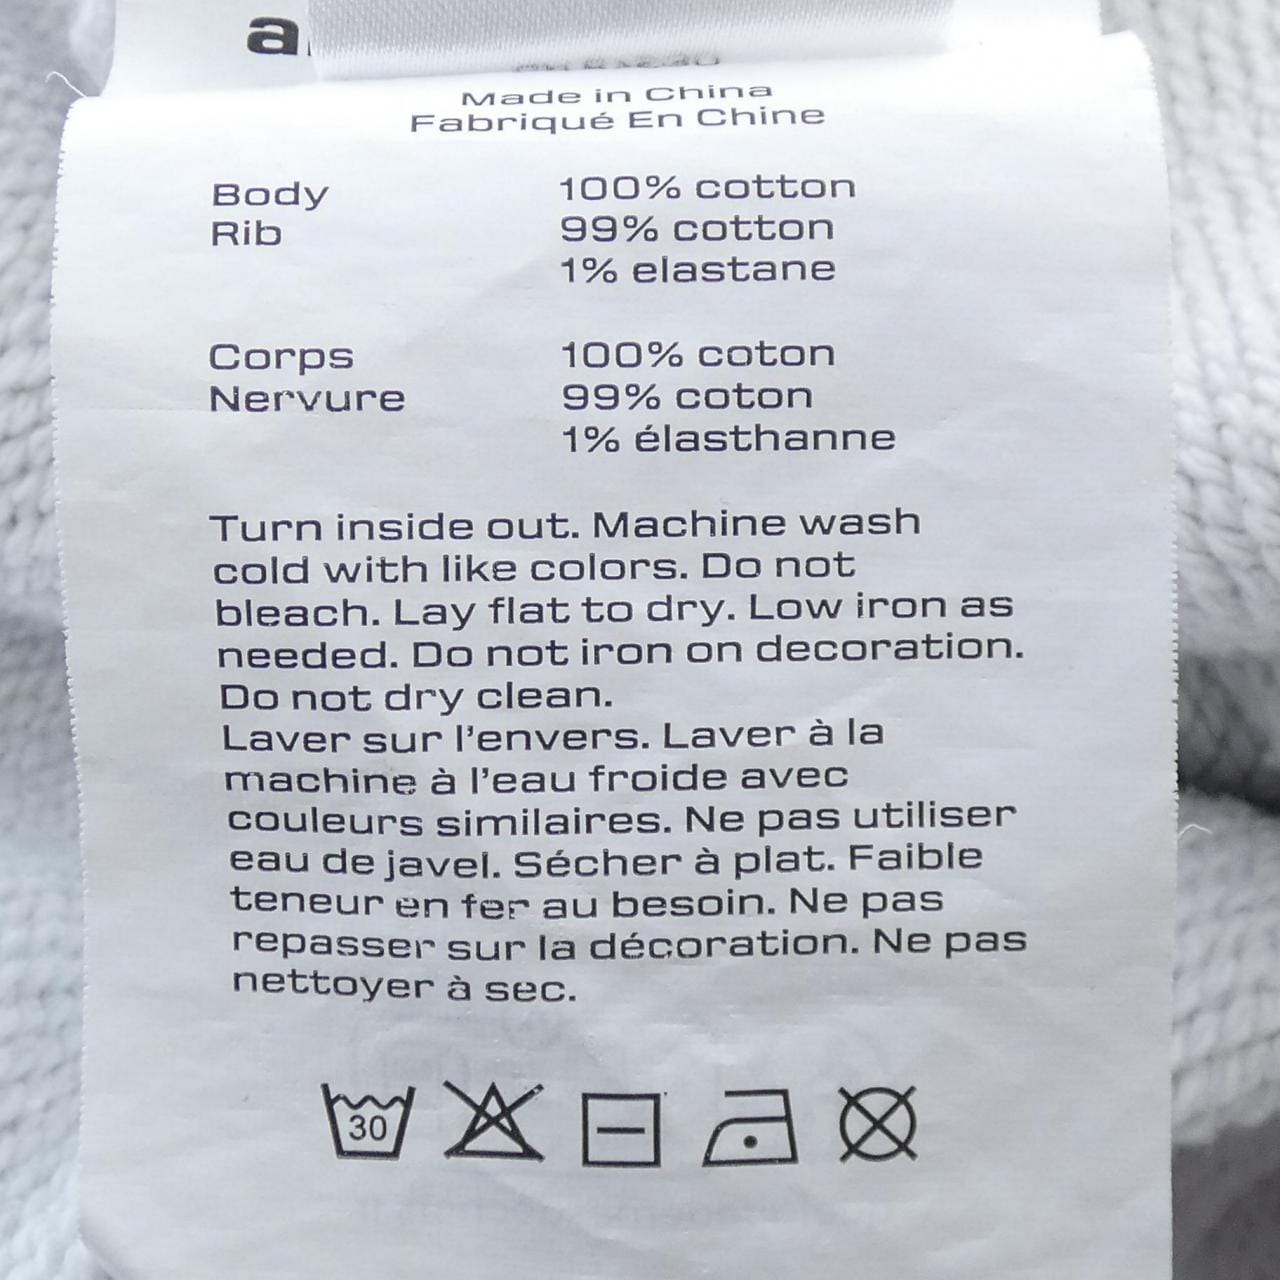 a
Made in China
Fabriqué En Chine
Body 100% cotton
Rib 99% cotton
1% elastane
Corps 100% coton
Nervure 99% coton
1% élasthanne
Turn inside out. Machine wash
cold with like colors. Do not
bleach. Lay flat to dry. Low iron as
needed. Do not iron on decoration.
Do not dry clean.
Laver sur l'envers. Laver à la
machine à l'eau froide avec
couleurs similaires. Ne pas utiliser
eau de javel. Sécher à plat. Faible
teneur en fer au besoin. Ne pas
repasser sur la décoration. Ne pas
nettoyer à sec.
30